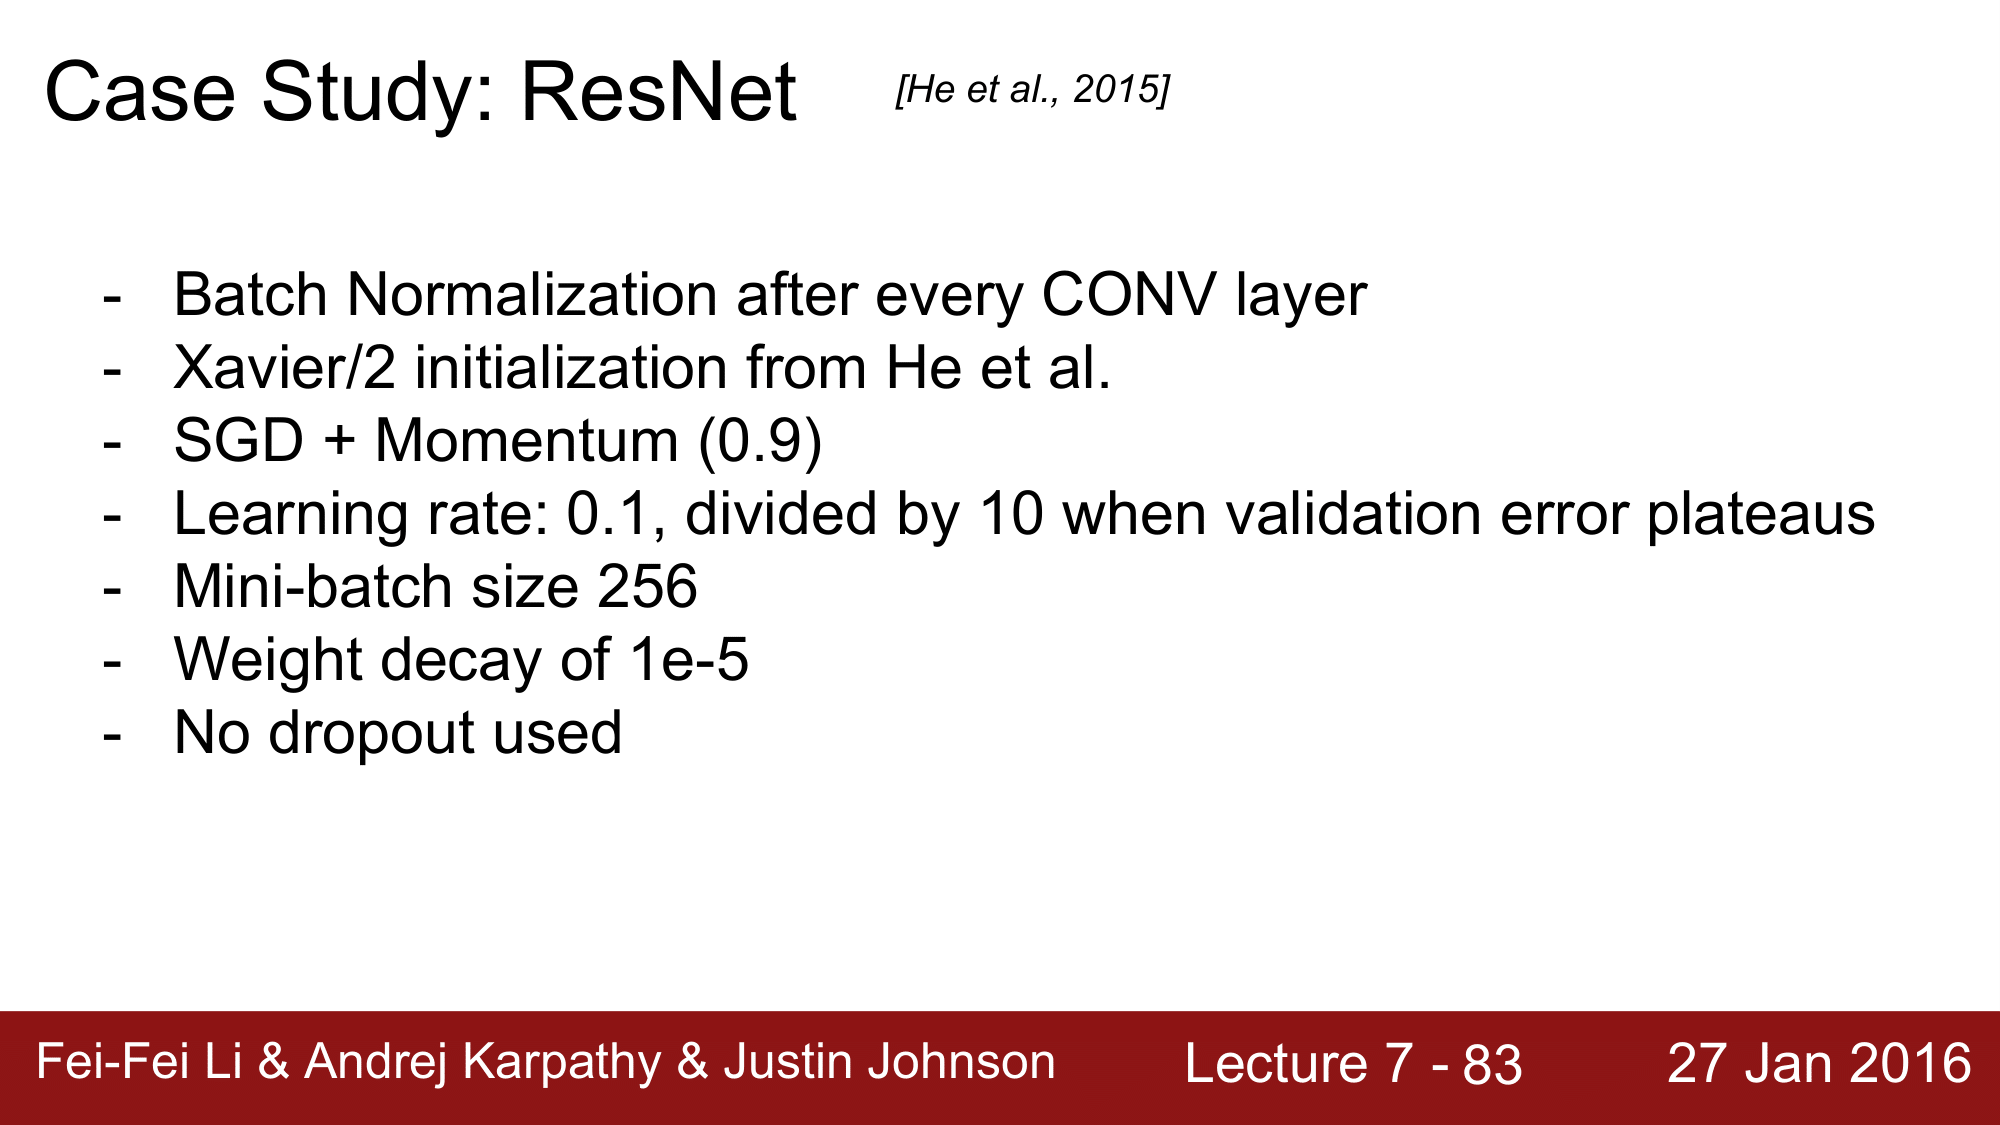 Case Study: ResNet [He et al., 2015]
- Batch Normalization after every CONV layer
- Xavier/2 initialization from He et al.
- SGD + Momentum (0.9)
- Learning rate: 0.1, divided by 10 when validation error plateaus
- Mini-batch size 256
- Weight decay of 1e-5
- No dropout used
Fei-Fei Li & Andrej Karpathy & Justin Johnson Lecture 7 - 83 27 Jan 2016